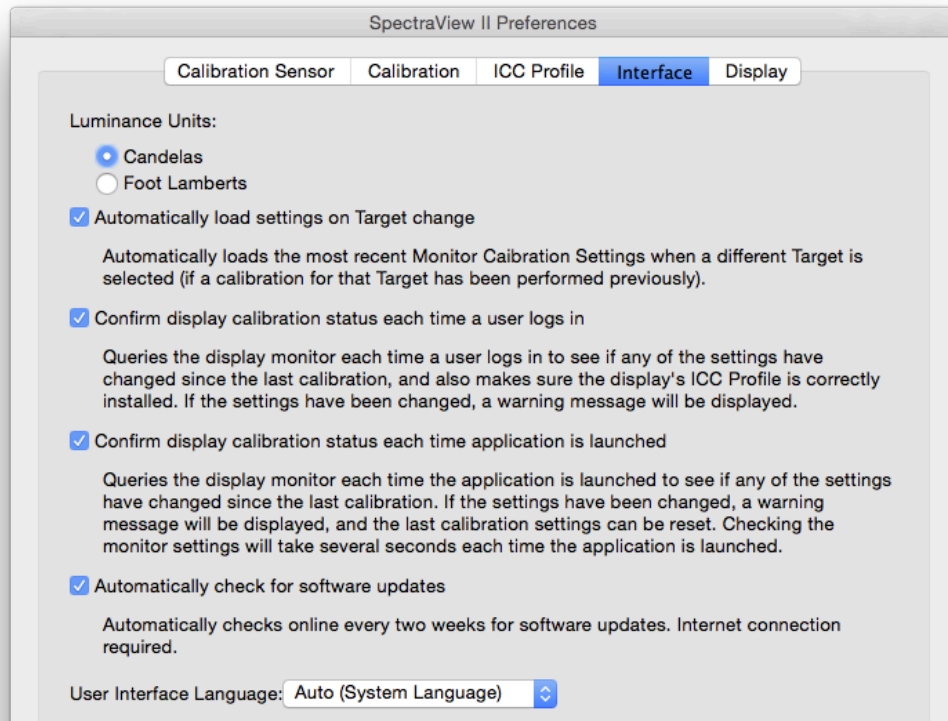 SpectraView II Preferences
Calibration Sensor Calibration ICC Profile Interface Display
Luminance Units:
Candelas
Foot Lamberts
Automatically load settings on Target change
Automatically loads the most recent Monitor Caibration Settings when a different Target is
selected (if a calibration for that Target has been performed previously).
Confirm display calibration status each time a user logs in
Queries the display monitor each time a user logs in to see if any of the settings have
changed since the last calibration, and also makes sure the display's ICC Profile is correctly
installed. If the settings have been changed, a warning message will be displayed.
Confirm display calibration status each time application is launched
Queries the display monitor each time the application is launched to see if any of the settings
have changed since the last calibration. If the settings have been changed, a warning
message will be displayed, and the last calibration settings can be reset. Checking the
monitor settings will take several seconds each time the application is launched.
Automatically check for software updates
Automatically checks online every two weeks for software updates. Internet connection
required.
User Interface Language: Auto (System Language)